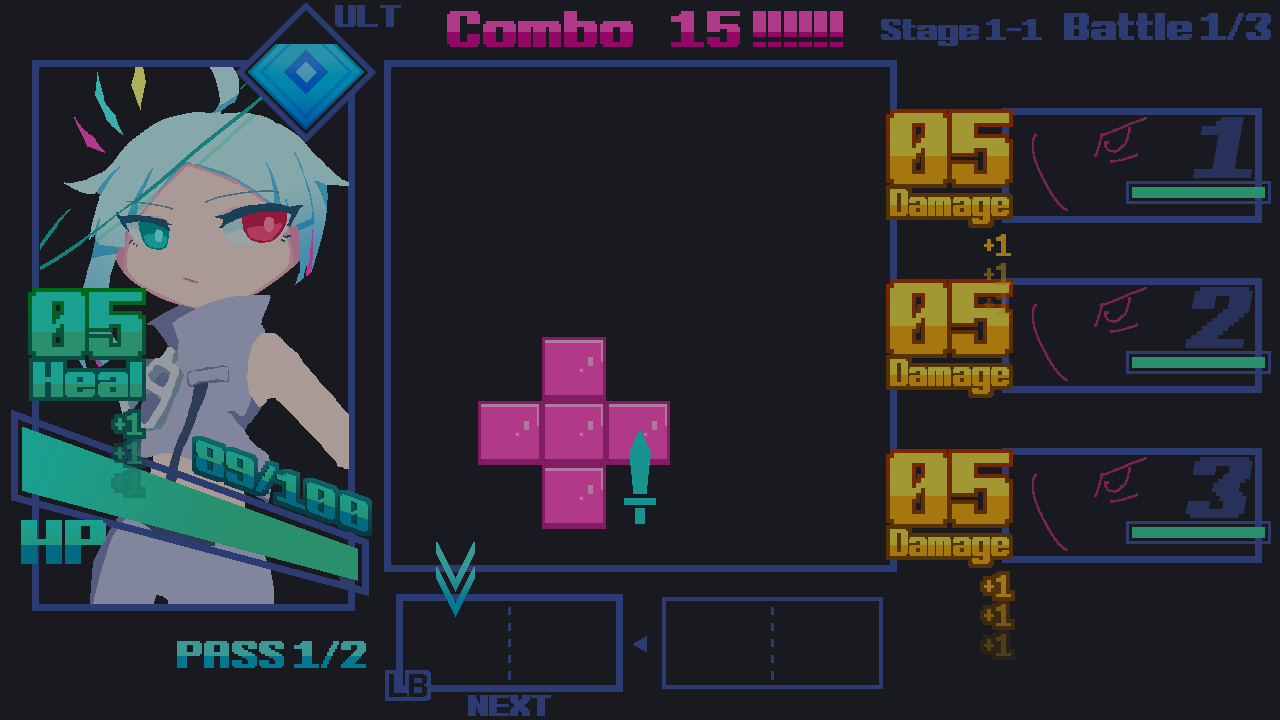 ULT
Combo 15 !!!!!!
Stage 1-1 Battle 1/3
05
Damage
1
+1
+1
05
Damage
2
05
Heal
+1
+1
+1
89/100
HP
05
Damage
3
+1
+1
+1
PASS 1/2
LB
NEXT